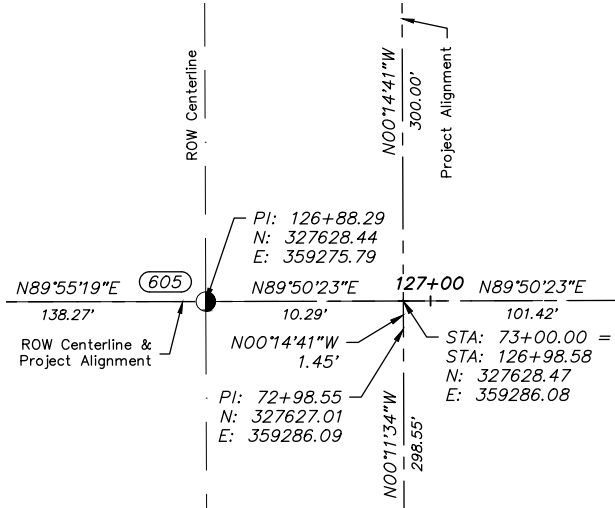 ROW Centerline
N00°14'41"W
300.00'
Project Alignment
PI: 126+88.29
N: 327628.44
E: 359275.79
N89°55'19"E
605
N89°50'23"E
127+00
N89°50'23"E
138.27'
10.29'
101.42'
ROW Centerline &
Project Alignment
N00°14'41"W
1.45'
STA: 73+00.00 =
STA: 126+98.58
N: 327628.47
E: 359286.08
PI: 72+98.55
N: 327627.01
E: 359286.09
N00°11'34"W
298.55'